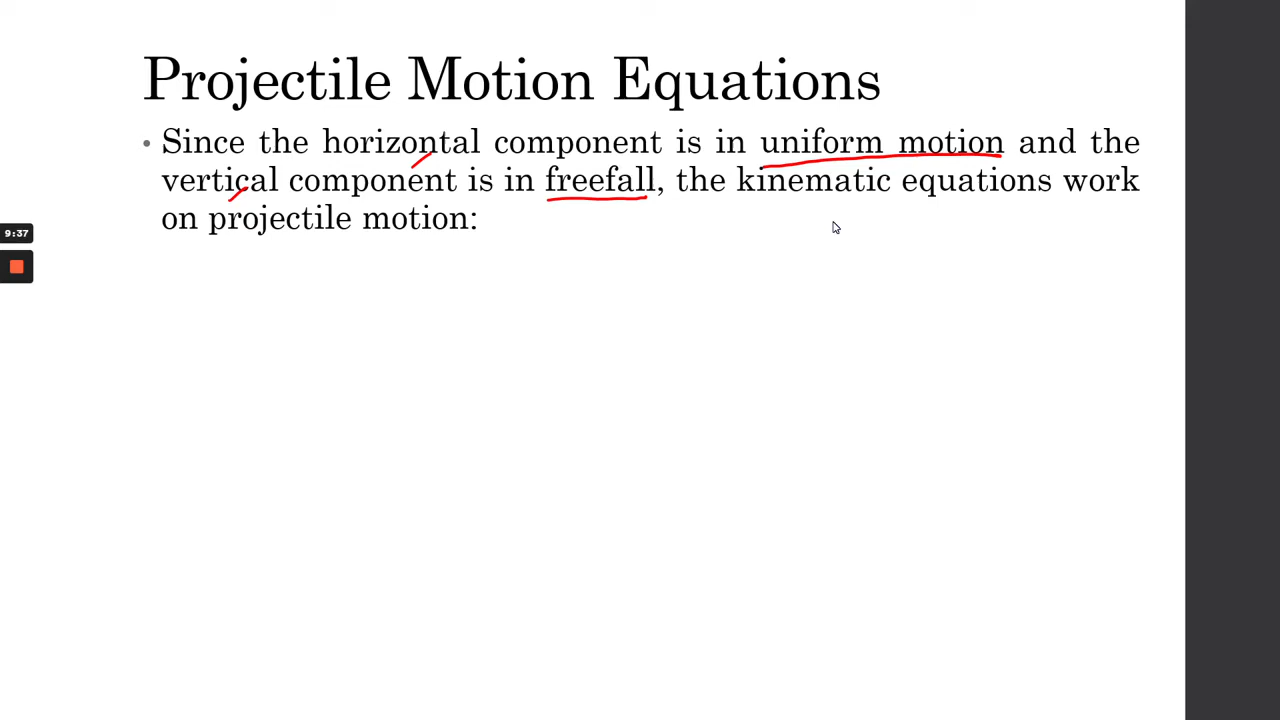 Projectile Motion Equations
• Since the horizontal component is in uniform motion and the
vertical component is in freefall, the kinematic equations work
on projectile motion:
9:37